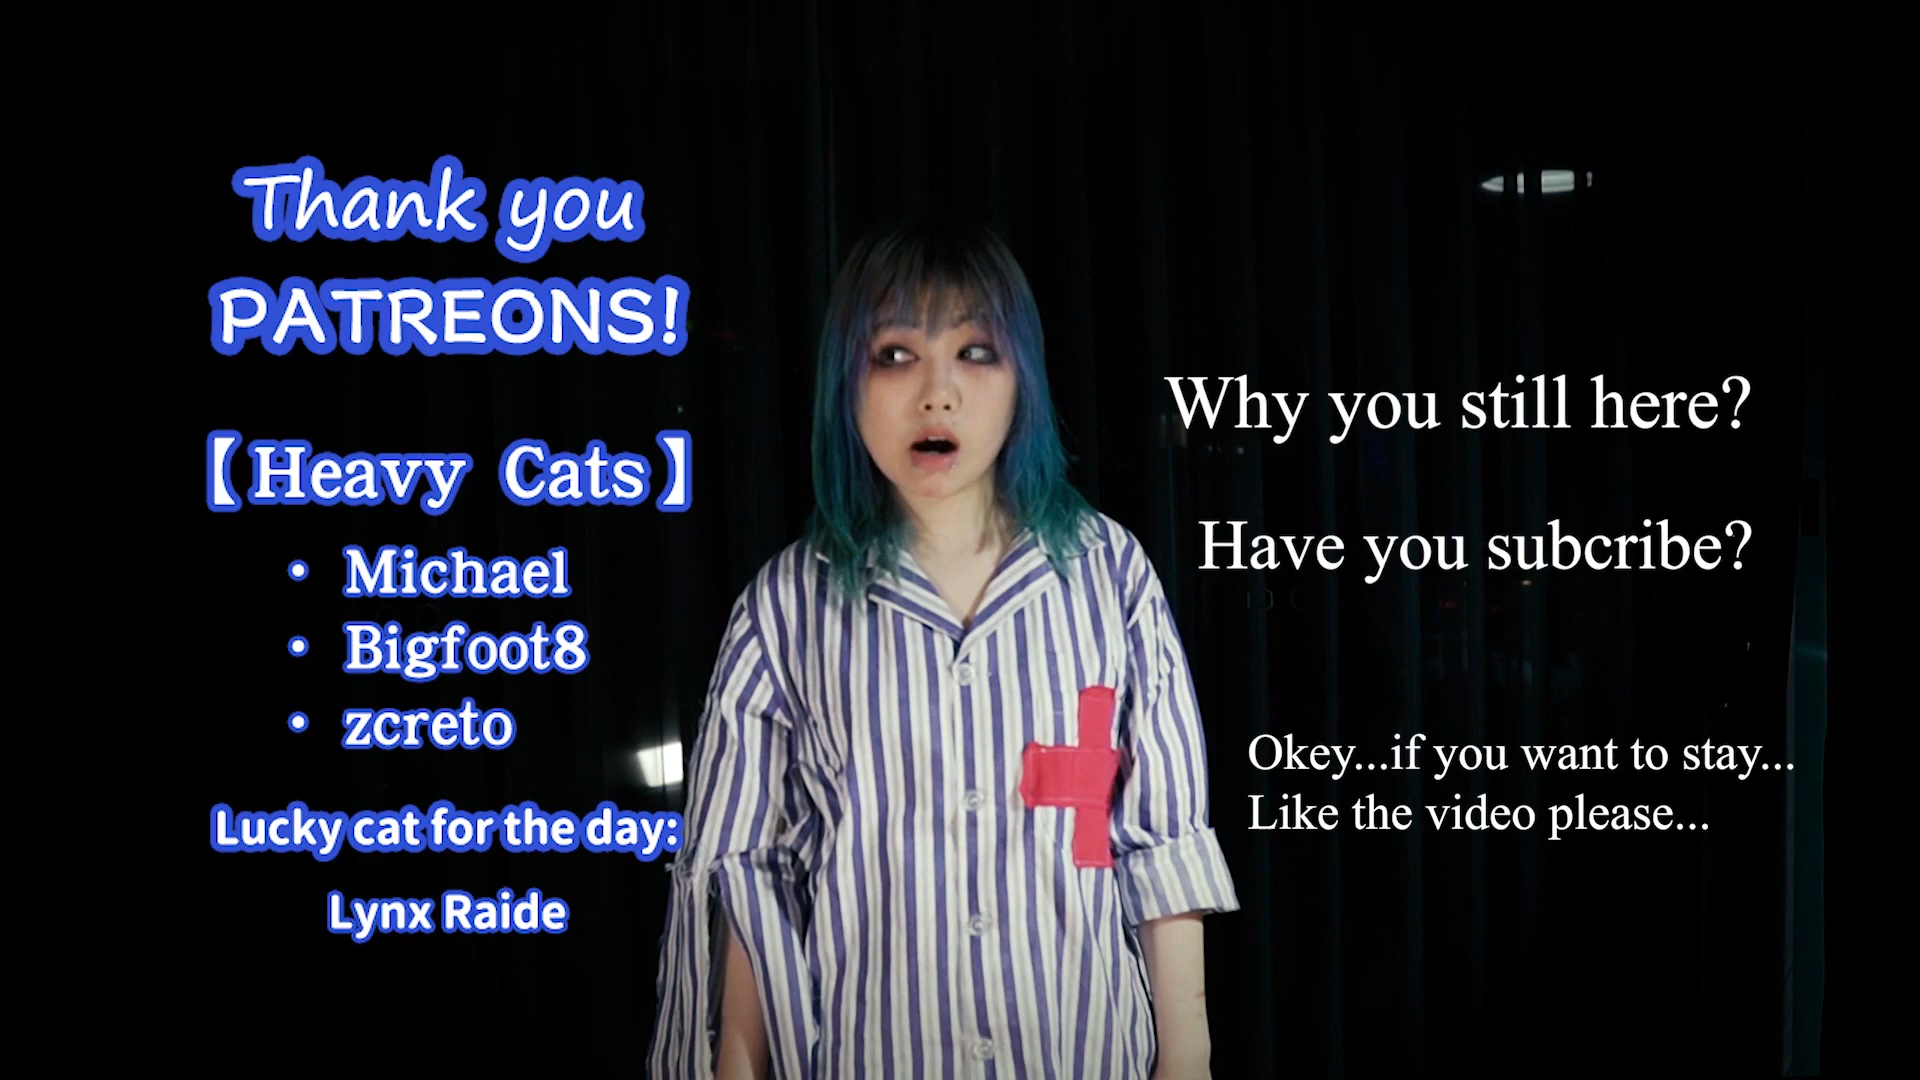 Thank you
PATREONS!
【Heavy Cats】
• Michael
• Bigfoot8
• zcreto
Lucky cat for the day:
Lynx Raide
Why you still here?
Have you subcribe?
Okey...if you want to stay...
Like the video please...